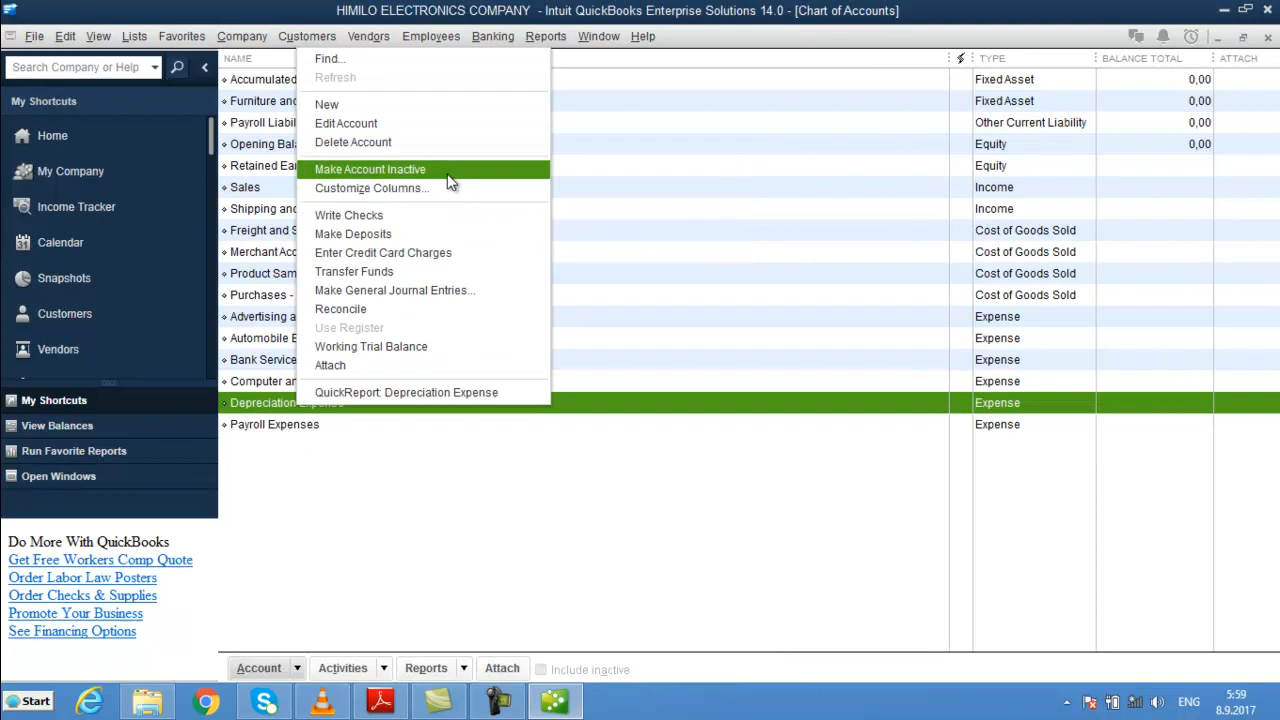 HIMILO ELECTRONICS COMPANY - Intuit QuickBooks Enterprise Solutions 14.0 - [Chart of Accounts]
File Edit View Lists Favorites Company Customers Vendors Employees Banking Reports Window Help
Search Company or Help
My Shortcuts
Home
My Company
Income Tracker
Calendar
Snapshots
Customers
Vendors
My Shortcuts
View Balances
Run Favorite Reports
Open Windows
Do More With QuickBooks
Get Free Workers Comp Quote
Order Labor Law Posters
Order Checks & Supplies
Promote Your Business
See Financing Options
NAME TYPE BALANCE TOTAL ATTACH
Accumulated Fixed Asset 0,00
Furniture and Fixed Asset 0,00
Payroll Liabil Other Current Liability 0,00
Opening Bala Equity 0,00
Retained Ear Equity
Sales Income
Shipping and Income
Freight and S Cost of Goods Sold
Merchant Acc Cost of Goods Sold
Product Sam Cost of Goods Sold
Purchases - Cost of Goods Sold
Advertising a Expense
Automobile E Expense
Bank Service Expense
Computer an Expense
Depreciation Expense Expense
Payroll Expenses Expense
Find...
Refresh
New
Edit Account
Delete Account
Make Account Inactive
Customize Columns...
Write Checks
Make Deposits
Enter Credit Card Charges
Transfer Funds
Make General Journal Entries...
Reconcile
Use Register
Working Trial Balance
Attach
QuickReport: Depreciation Expense
Account Activities Reports Attach Include inactive
Start ENG 5:59
8.9.2017